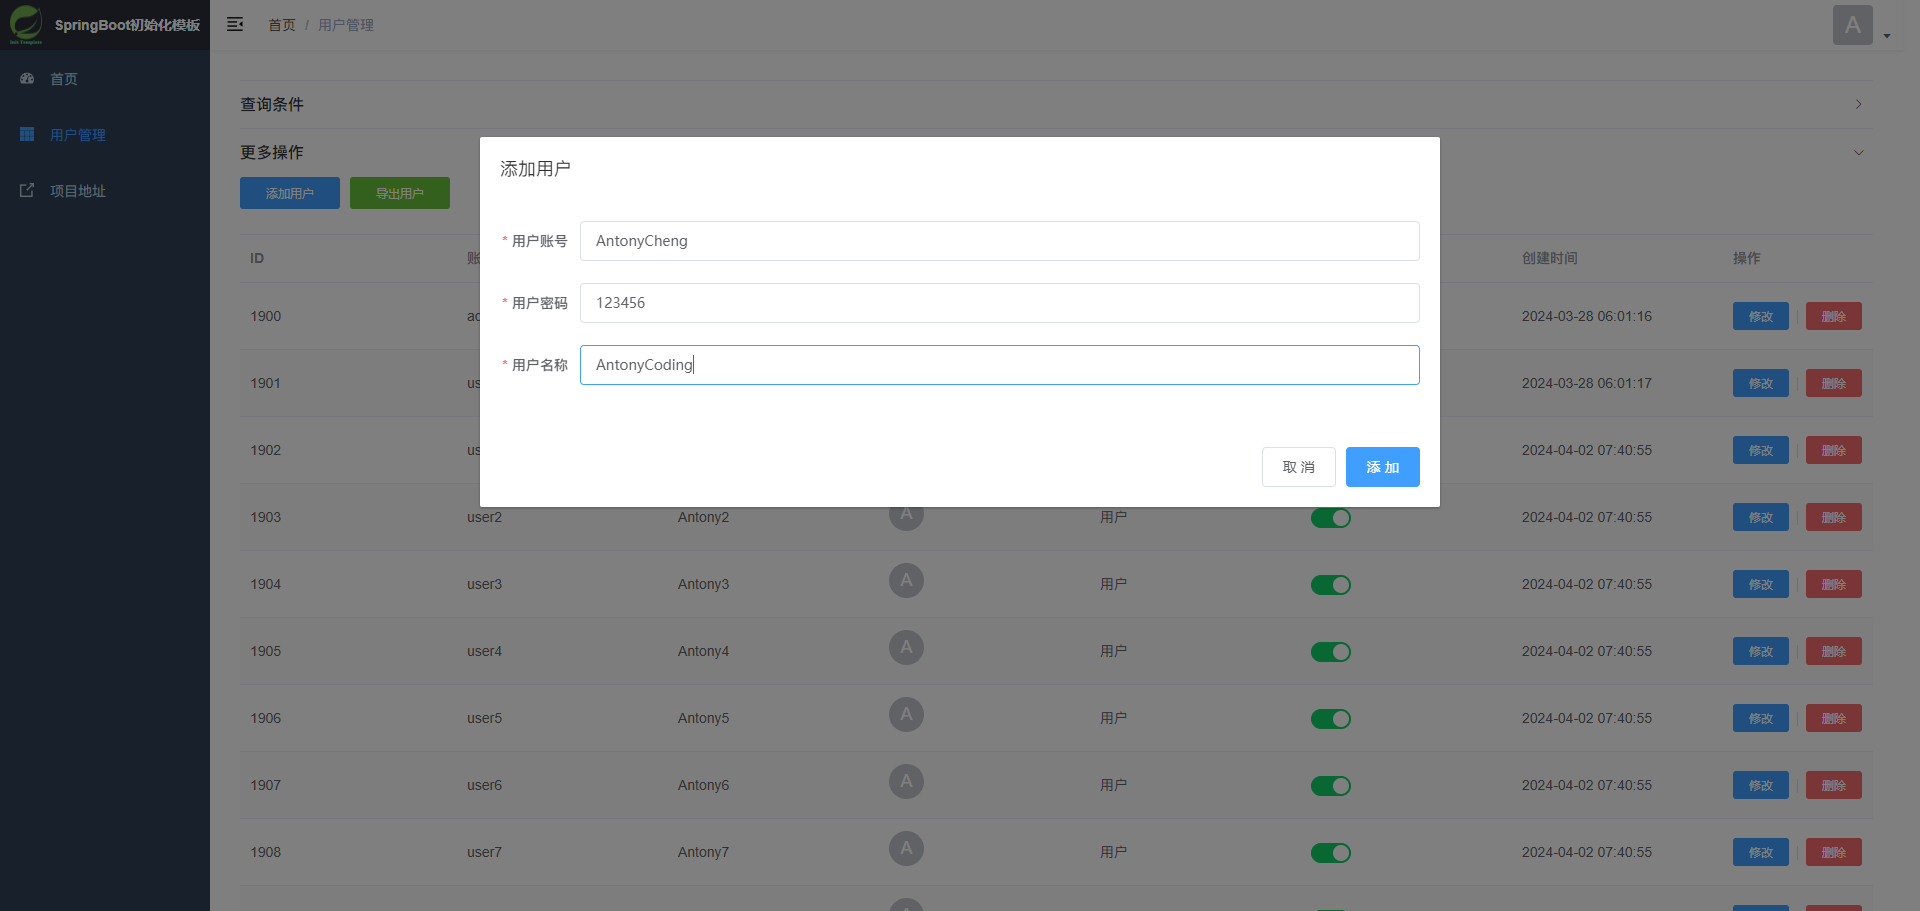 SpringBoot初始化模板
首页
用户管理
项目地址
首页 / 用户管理
A
查询条件
更多操作
添加用户 导出用户
添加用户
* 用户账号 AntonyCheng
* 用户密码 123456
* 用户名称 AntonyCoding
取 消 添 加
ID 账 创建时间 操作
1900 2024-03-28 06:01:16 修改 删除
1901 us 2024-03-28 06:01:17 修改 删除
1902 us 2024-04-02 07:40:55 修改 删除
1903 user2 Antony2 A 用户 2024-04-02 07:40:55 修改 删除
1904 user3 Antony3 A 用户 2024-04-02 07:40:55 修改 删除
1905 user4 Antony4 A 用户 2024-04-02 07:40:55 修改 删除
1906 user5 Antony5 A 用户 2024-04-02 07:40:55 修改 删除
1907 user6 Antony6 A 用户 2024-04-02 07:40:55 修改 删除
1908 user7 Antony7 A 用户 2024-04-02 07:40:55 修改 删除